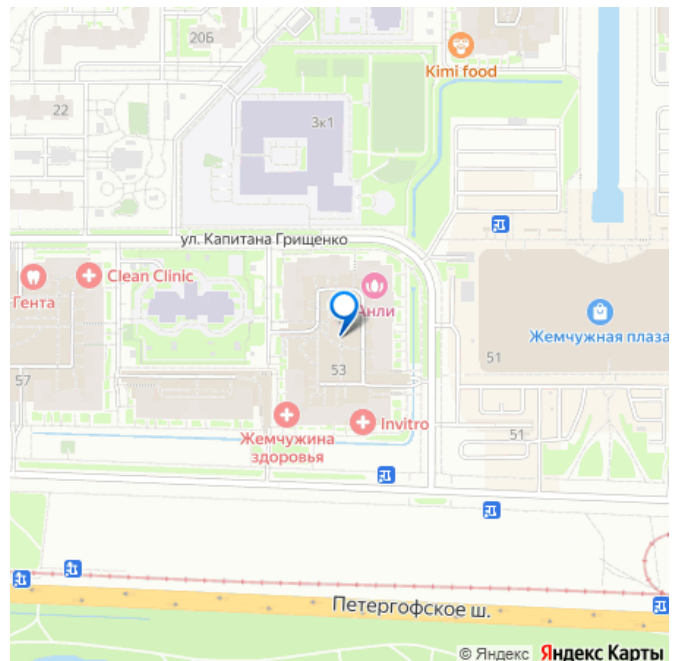 20Б
Kimi food
22
3к1
ул. Капитана Грищенко
Clean Clinic
Гента
Анли
Жемчужная плаза
51
53
57
Invitro
Жемчужина
здоровья
51
Петергофское ш.
© Яндекс Яндекс Карты